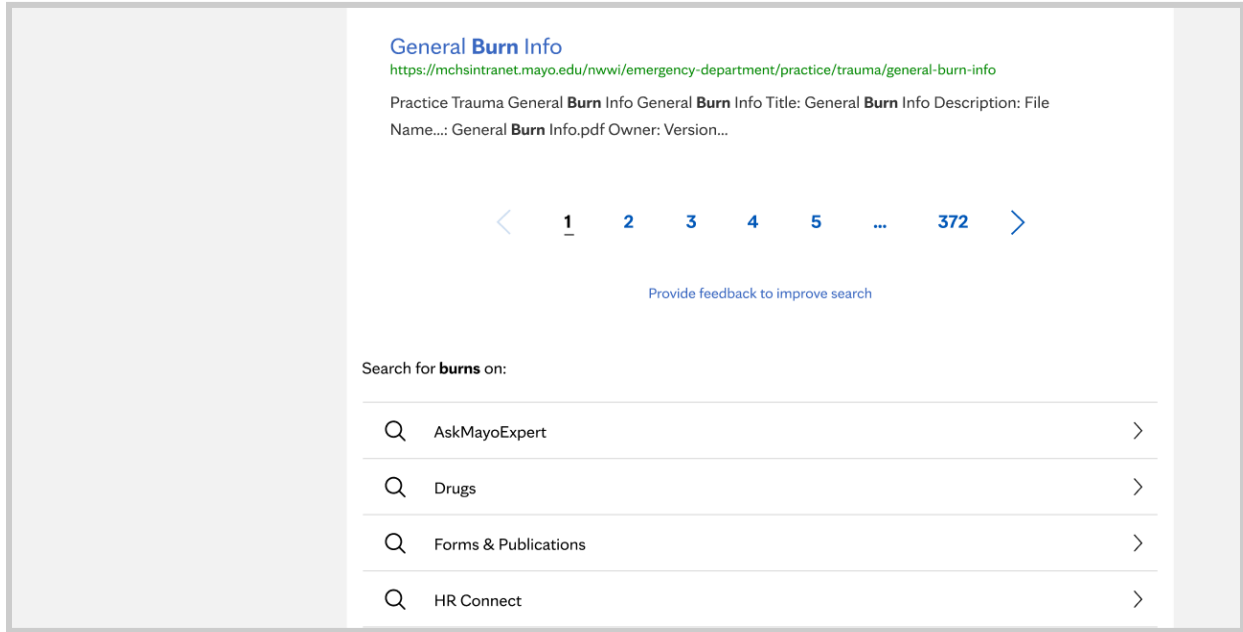 General Burn Info
https://mchsintranet.mayo.edu/nwwi/emergency-department/practice/trauma/general-burn-info
Practice Trauma General Burn Info General Burn Info Title: General Burn Info Description: File
Name...: General Burn Info.pdf Owner: Version...
1 2 3 4 5 ... 372
Provide feedback to improve search
Search for burns on:
AskMayoExpert
Drugs
Forms & Publications
HR Connect